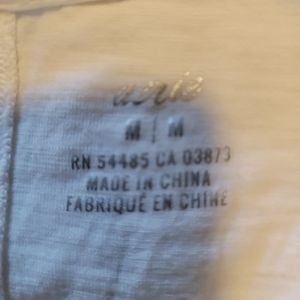 aerie
M | M
RN 54485 CA 03873
MADE IN CHINA
FABRIQUÉ EN CHINE